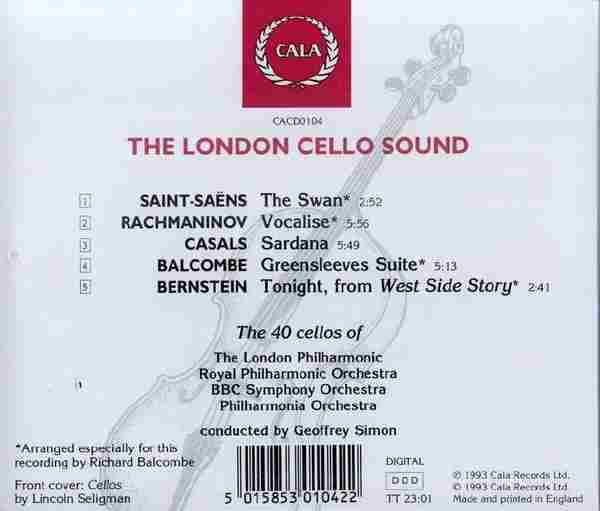 CALA
CACD0104
THE LONDON CELLO SOUND
1 SAINT-SAËNS The Swan* 2:52
2 RACHMANINOV Vocalise* 5:56
3 CASALS Sardana 5:49
4 BALCOMBE Greensleeves Suite* 5:13
5 BERNSTEIN Tonight, from West Side Story* 2:41
The 40 cellos of
The London Philharmonic
Royal Philharmonic Orchestra
BBC Symphony Orchestra
Philharmonia Orchestra
conducted by Geoffrey Simon
*Arranged especially for this
recording by Richard Balcombe
Front cover: Cellos
by Lincoln Seligman
5 015853 010422
DIGITAL
DDD
TT 23:01
℗ 1993 Cala Records Ltd.
© 1993 Cala Records Ltd.
Made and printed in England